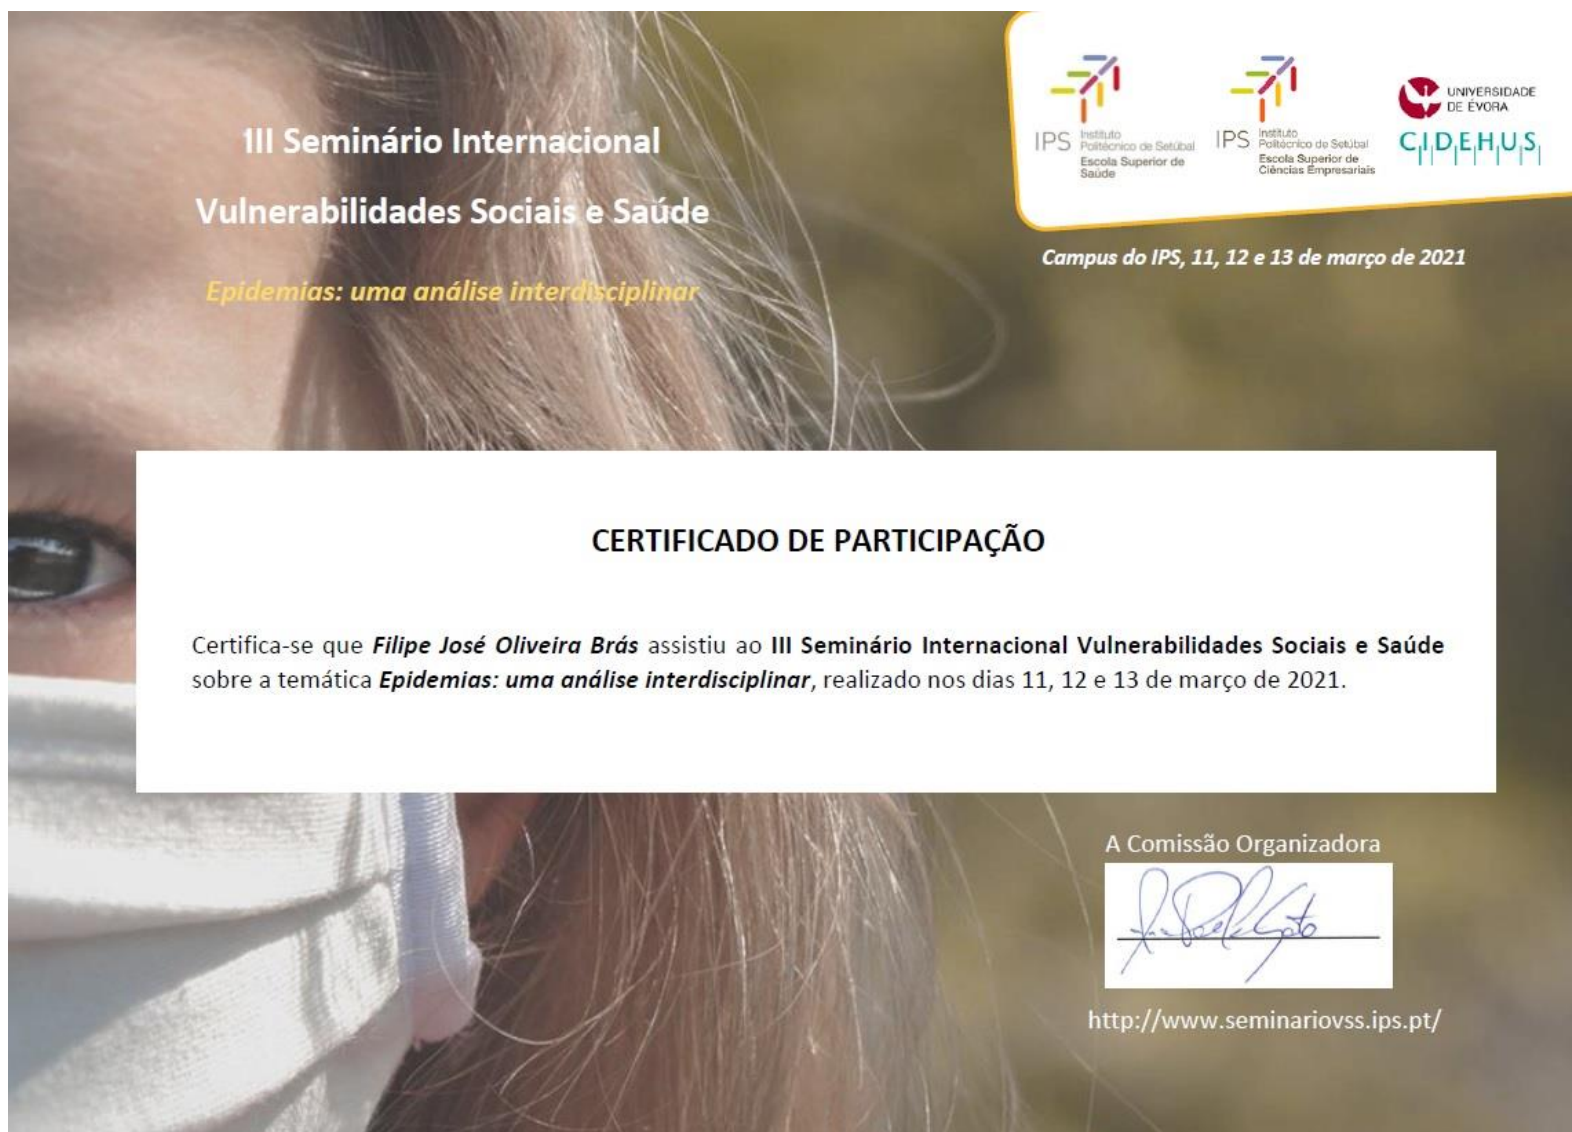 III Seminário Internacional
Vulnerabilidades Sociais e Saúde
Epidemias: uma análise interdisciplinar
IPS Instituto
Politécnico de Setúbal
Escola Superior de
Saúde
IPS Instituto
Politécnico de Setúbal
Escola Superior de
Ciências Empresariais
UNIVERSIDADE
DE ÉVORA
CIDEHUS
Campus do IPS, 11, 12 e 13 de março de 2021
CERTIFICADO DE PARTICIPAÇÃO
Certifica-se que Filipe José Oliveira Brás assistiu ao III Seminário Internacional Vulnerabilidades Sociais e Saúde
sobre a temática Epidemias: uma análise interdisciplinar, realizado nos dias 11, 12 e 13 de março de 2021.
A Comissão Organizadora
http://www.seminariovss.ips.pt/